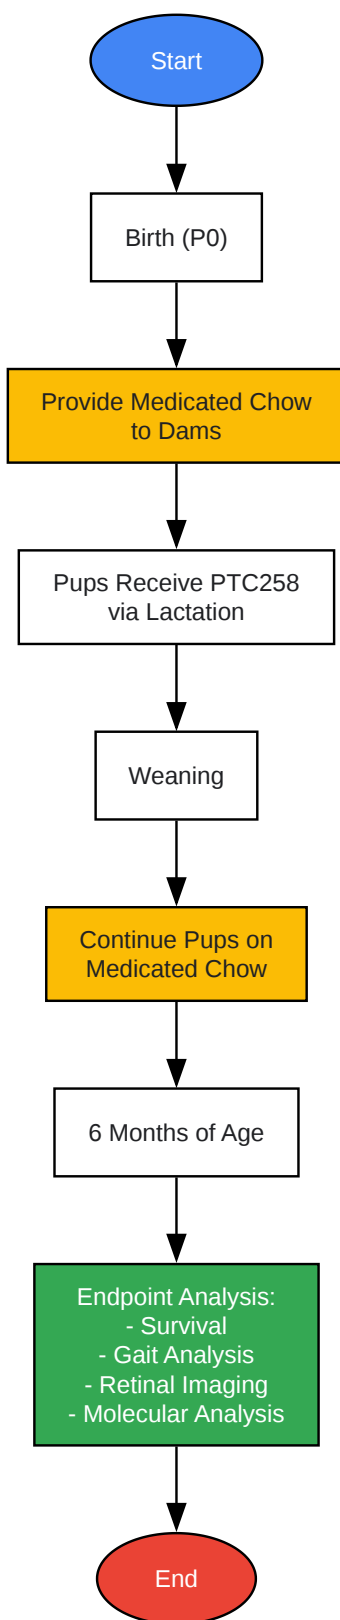 Start
Birth (P0)
Provide Medicated Chow
to Dams
Pups Receive PTC258
via Lactation
Weaning
Continue Pups on
Medicated Chow
6 Months of Age
Endpoint Analysis:
- Survival
- Gait Analysis
- Retinal Imaging
- Molecular Analysis
End